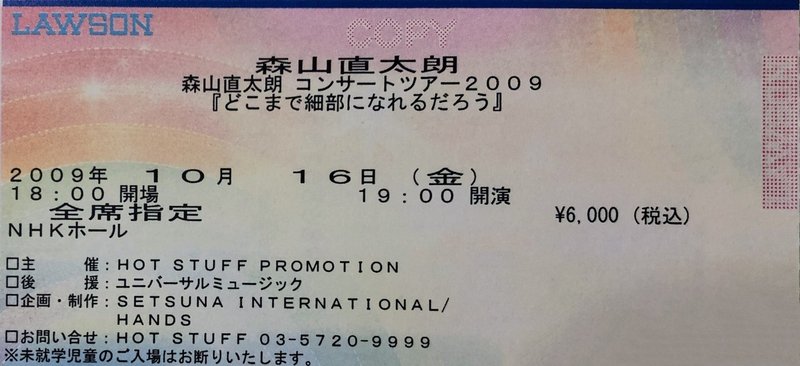 LAWSON
COPY
森山直太朗
森山直太朗 コンサートツアー2009
『どこまで細部になれるだろう』
2009年 10月 16日 (金)
18:00 開場 19:00 開演
全席指定 ¥6,000 (税込)
NHKホール
□主 催:HOT STUFF PROMOTION
□後 援:ユニバーサルミュージック
□企画・制作:SETSUNA INTERNATIONAL/
HANDS
□お問い合せ:HOT STUFF 03-5720-9999
※未就学児童のご入場はお断りいたします。